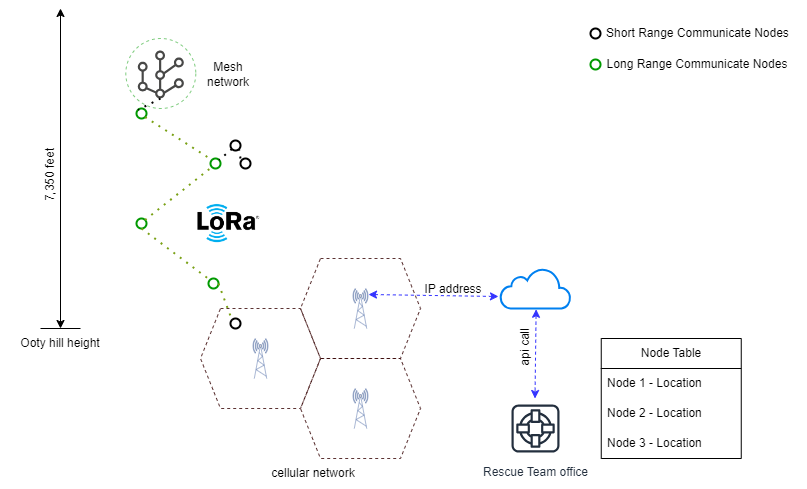 Short Range Communicate Nodes
Long Range Communicate Nodes
Mesh
network
7,350 feet
LoRa
IP address
api call
Ooty hill height
Node Table
Node 1 - Location
Node 2 - Location
Node 3 - Location
cellular network
Rescue Team office